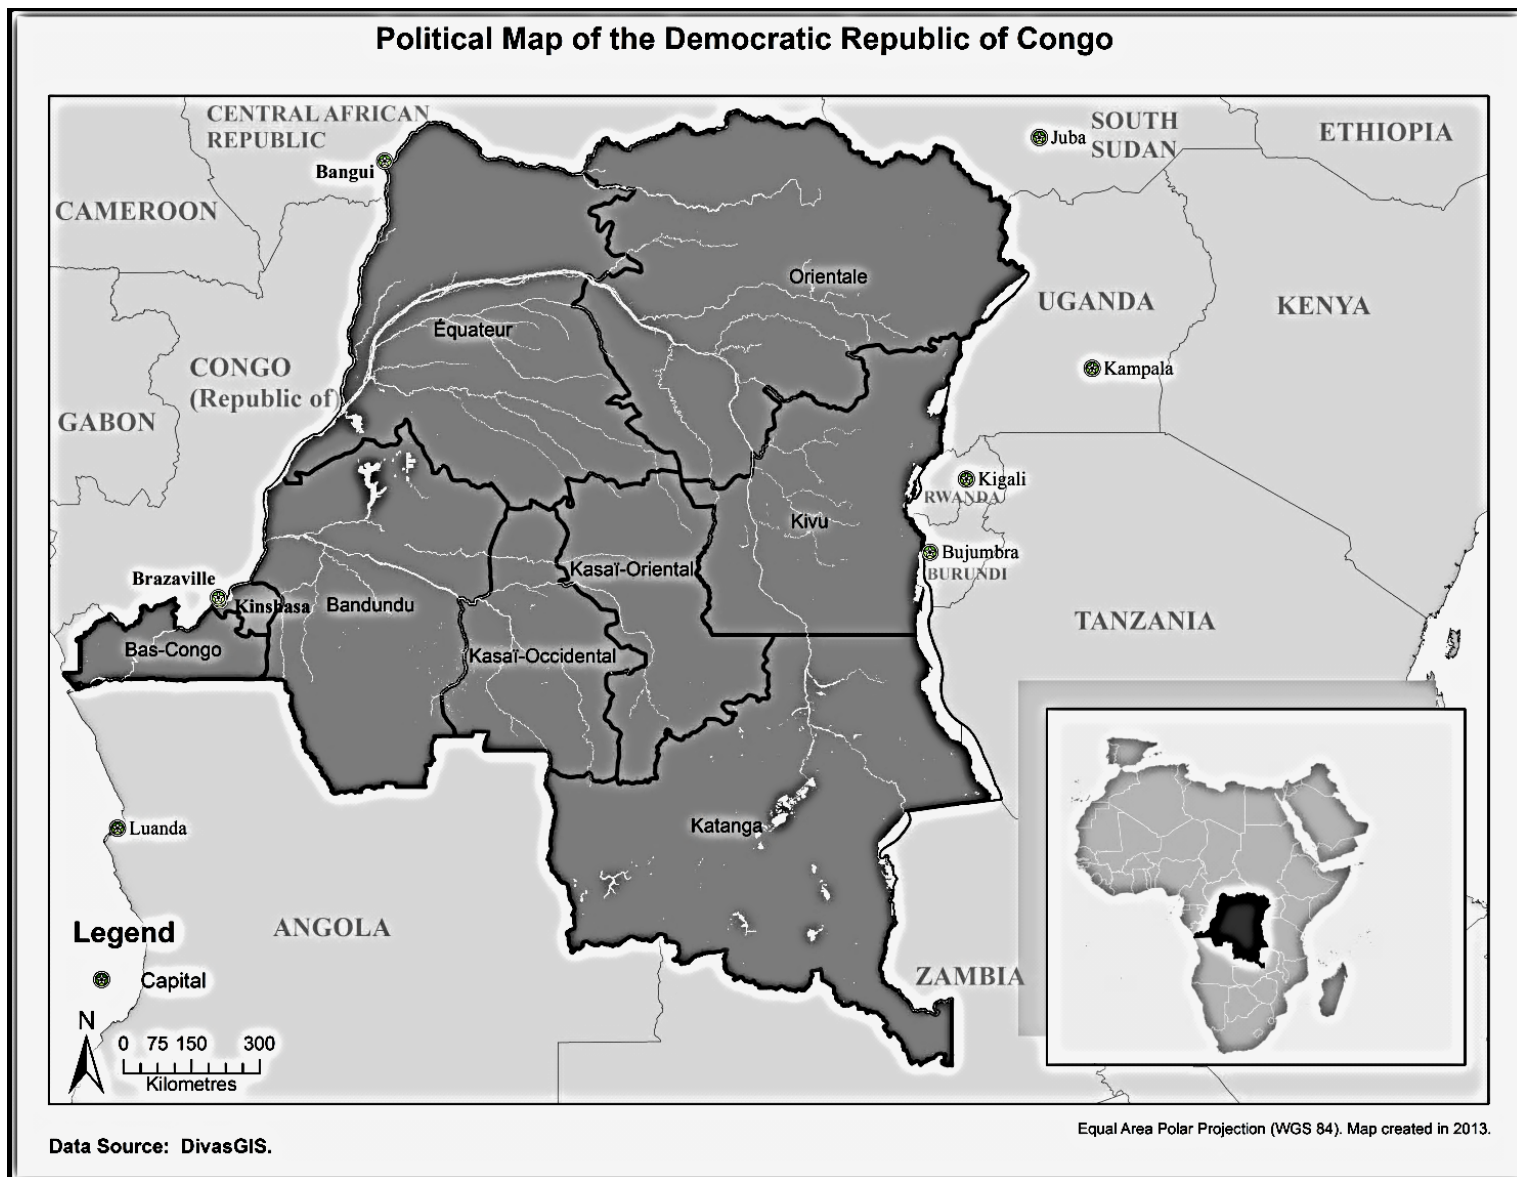 Political Map of the Democratic Republic of Congo
CENTRAL AFRICAN
REPUBLIC
Bangui
CAMEROON
Juba
SOUTH
SUDAN
ETHIOPIA
Orientale
UGANDA
KENYA
Équateur
CONGO
(Republic of)
GABON
Kampala
Kigali
RWANDA
Kivu
Bujumbra
BURUNDI
Kasaï-Oriental
Brazaville
Kinshasa
Bandundu
TANZANIA
Bas-Congo
Kasaï-Occidental
Katanga
Luanda
ANGOLA
ZAMBIA
Legend
Capital
N
0 75 150 300
Kilometres
Equal Area Polar Projection (WGS 84). Map created in 2013.
Data Source: DivasGIS.